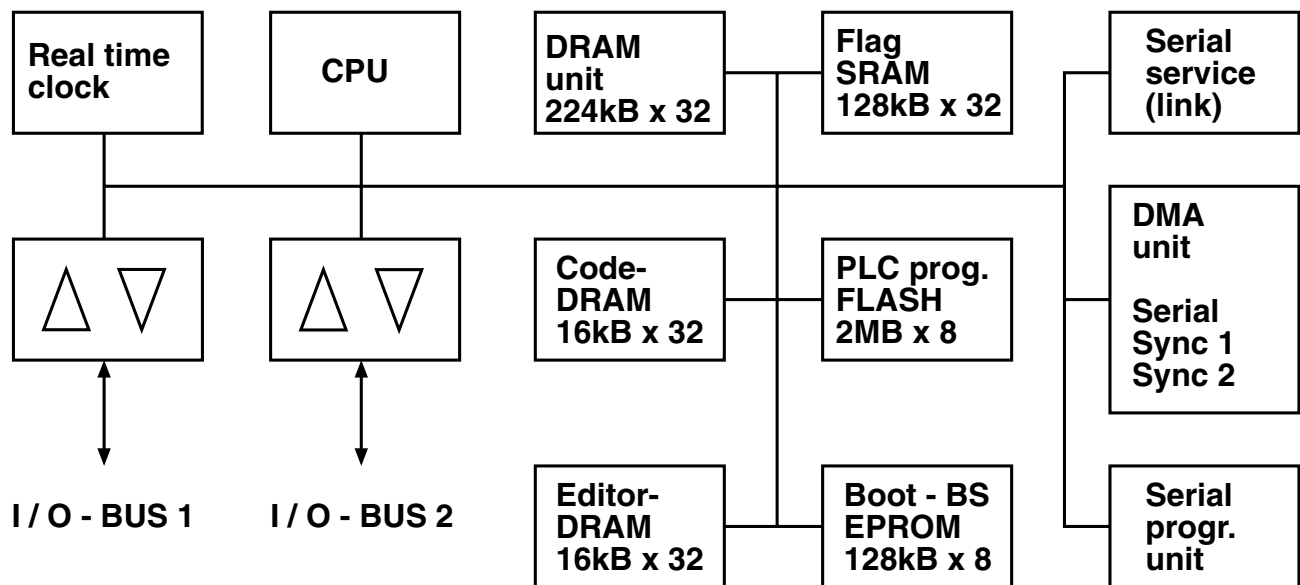 Real time
clock
CPU
DRAM
unit
224kB x 32
Flag
SRAM
128kB x 32
Serial
service
(link)
Code-
DRAM
16kB x 32
PLC prog.
FLASH
2MB x 8
DMA
unit
Serial
Sync 1
Sync 2
I / O - BUS 1
I / O - BUS 2
Editor-
DRAM
16kB x 32
Boot - BS
EPROM
128kB x 8
Serial
progr.
unit